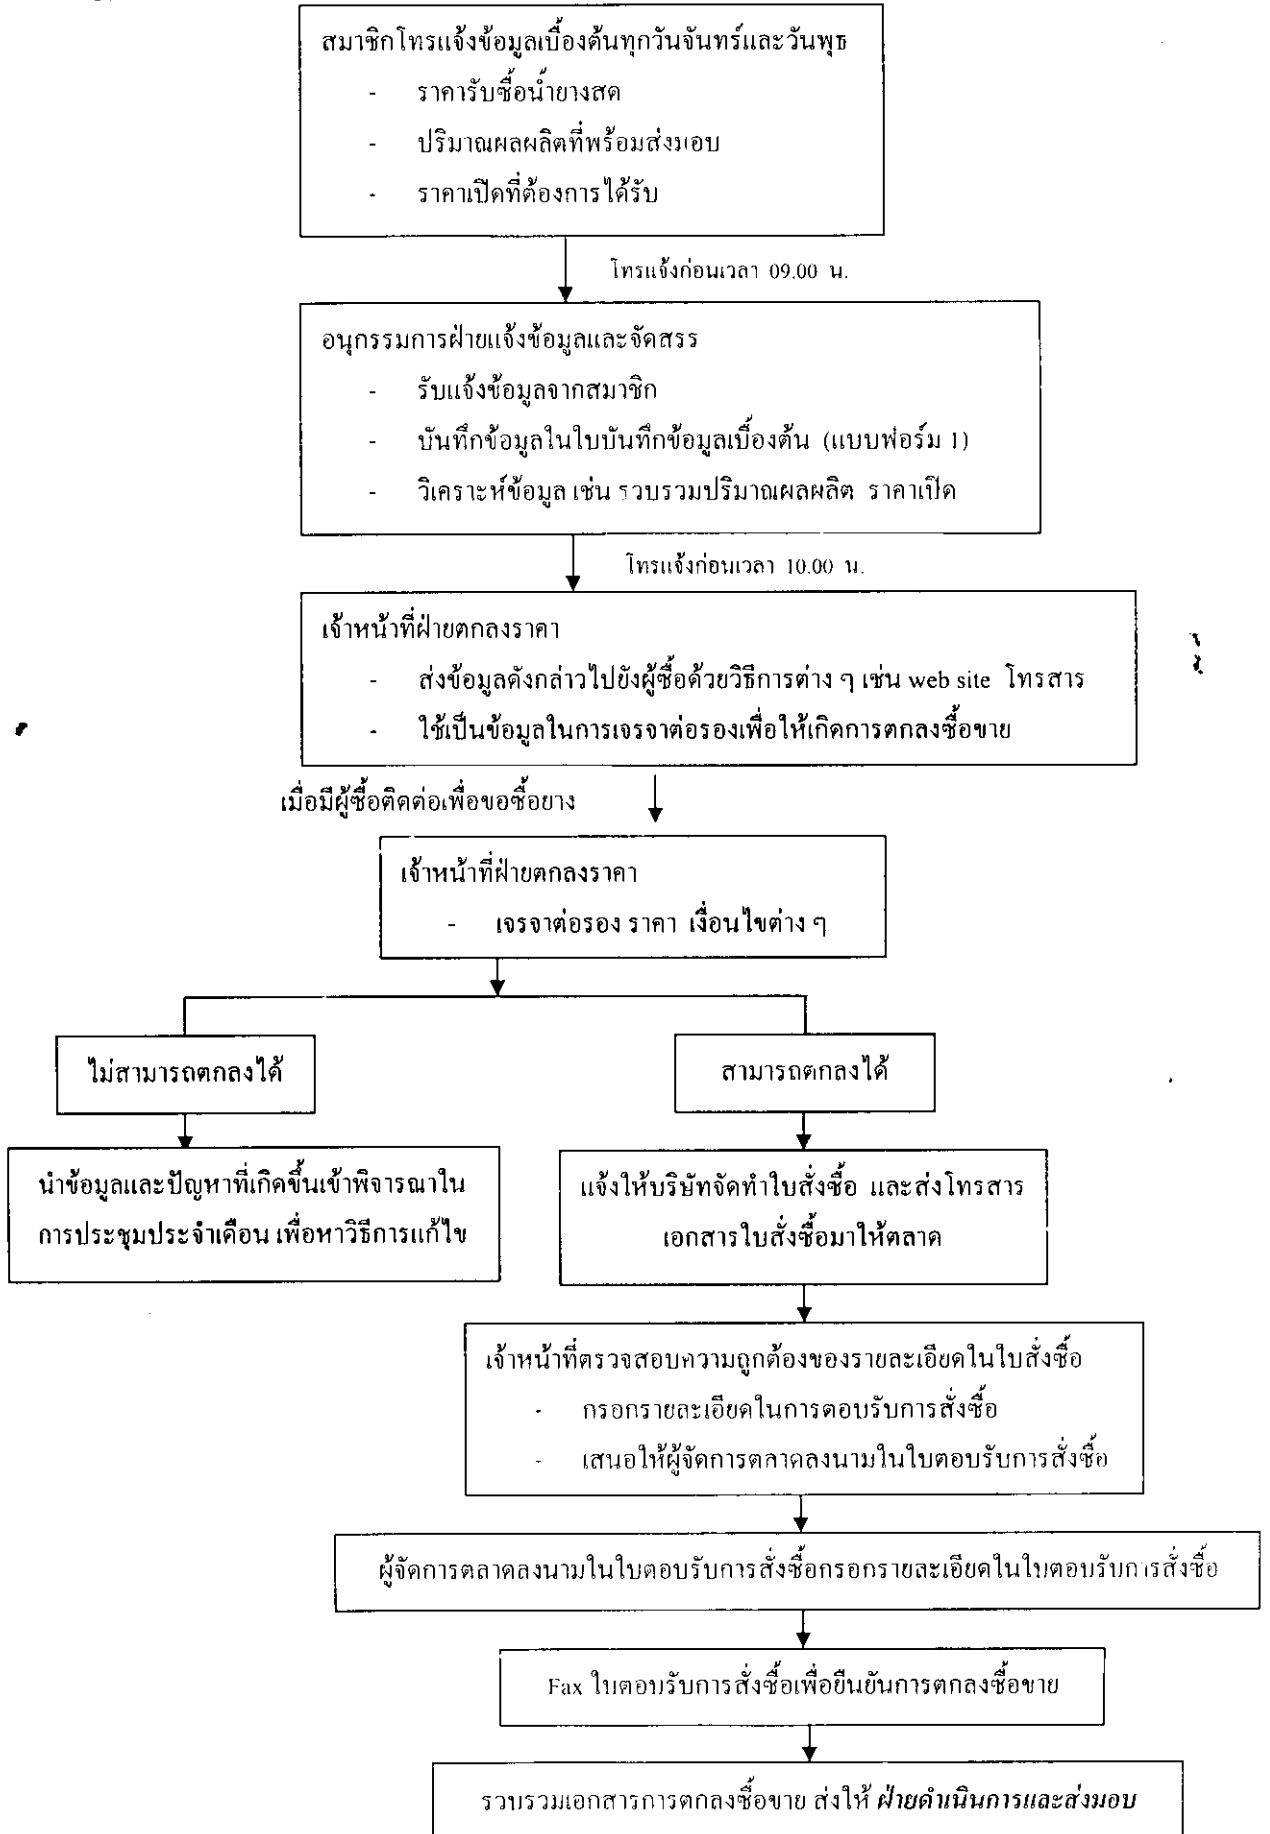 สมาชิกโทรแจ้งข้อมูลเบื้องต้นทุกวันจันทร์และวันพุธ
- ราคารับซื้อน้ำยางสด
- ปริมาณผลผลิตที่พร้อมส่งมอบ
- ราคาเปิดที่ต้องการได้รับ
โทรแจ้งก่อนเวลา 09.00 น.
อนุกรรมการฝ่ายแจ้งข้อมูลและจัดสรร
- รับแจ้งข้อมูลจากสมาชิก
- บันทึกข้อมูลในใบบันทึกข้อมูลเบื้องต้น (แบบฟอร์ม 1)
- วิเคราะห์ข้อมูล เช่น รวบรวมปริมาณผลผลิต ราคาเปิด
โทรแจ้งก่อนเวลา 10.00 น.
เจ้าหน้าที่ฝ่ายตกลงราคา
- ส่งข้อมูลดังกล่าวไปยังผู้ซื้อด้วยวิธีการต่าง ๆ เช่น web site โทรสาร
- ใช้เป็นข้อมูลในการเจรจาต่อรองเพื่อให้เกิดการตกลงซื้อขาย
เมื่อมีผู้ซื้อติดต่อเพื่อขอซื้อยาง
เจ้าหน้าที่ฝ่ายตกลงราคา
- เจรจาต่อรอง ราคา เงื่อนไขต่าง ๆ
ไม่สามารถตกลงได้
สามารถตกลงได้
นำข้อมูลและปัญหาที่เกิดขึ้นเข้าพิจารณาใน
การประชุมประจำเดือน เพื่อหาวิธีการแก้ไข
แจ้งให้บริษัทจัดทำใบสั่งซื้อ และส่งโทรสาร
เอกสารใบสั่งซื้อมาให้ตลาด
เจ้าหน้าที่ตรวจสอบความถูกต้องของรายละเอียดในใบสั่งซื้อ
- กรอกรายละเอียดในการตอบรับการสั่งซื้อ
- เสนอให้ผู้จัดการตลาดลงนามในใบตอบรับการสั่งซื้อ
ผู้จัดการตลาดลงนามในใบตอบรับการสั่งซื้อกรอกรายละเอียดในใบตอบรับการสั่งซื้อ
Fax ใบตอบรับการสั่งซื้อเพื่อยืนยันการตกลงซื้อขาย
รวบรวมเอกสารการตกลงซื้อขาย ส่งให้ ฝ่ายดำเนินการและส่งมอบ